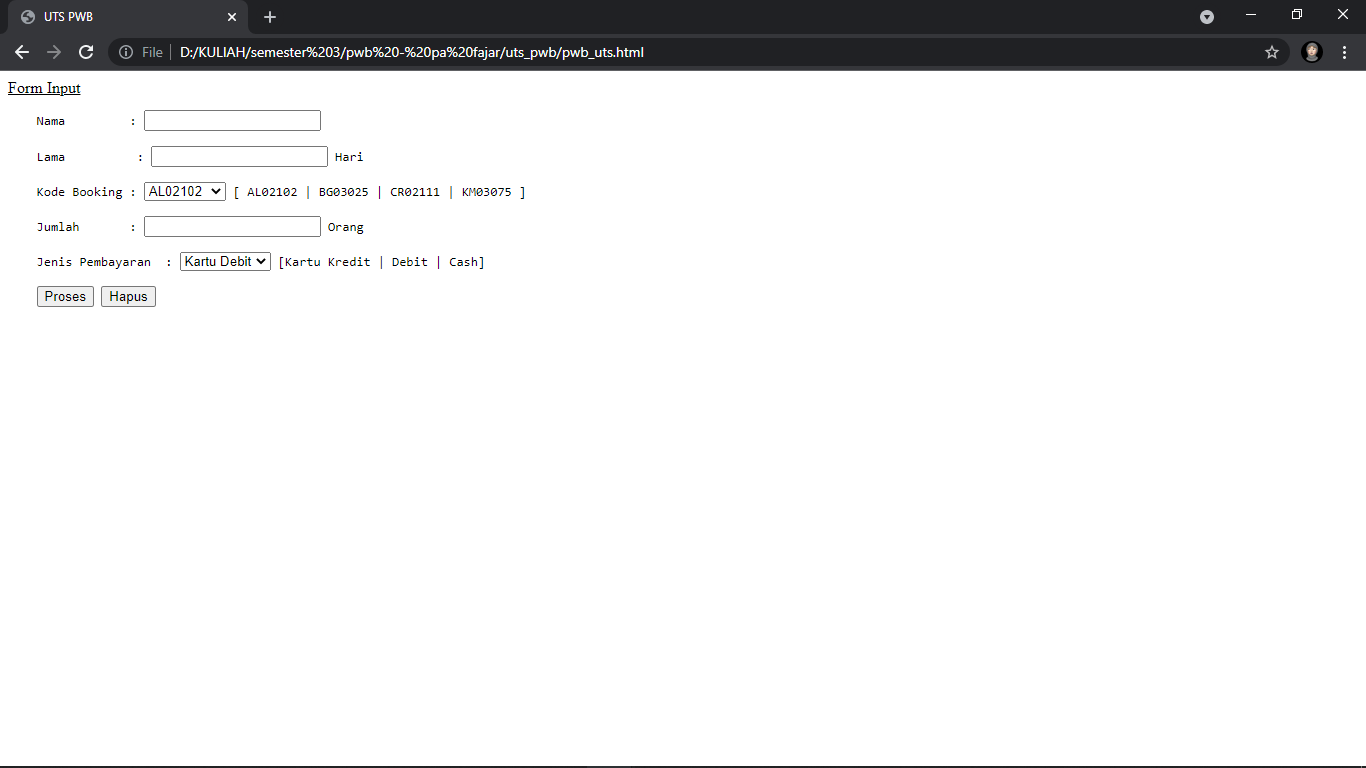 UTS PWB
File D:/KULIAH/semester%203/pwb%20-%20pa%20fajar/uts_pwb/pwb_uts.html
Form Input
Nama :
Lama : Hari
Kode Booking : AL02102 [ AL02102 | BG03025 | CR02111 | KM03075 ]
Jumlah : Orang
Jenis Pembayaran : Kartu Debit [Kartu Kredit | Debit | Cash]
Proses Hapus